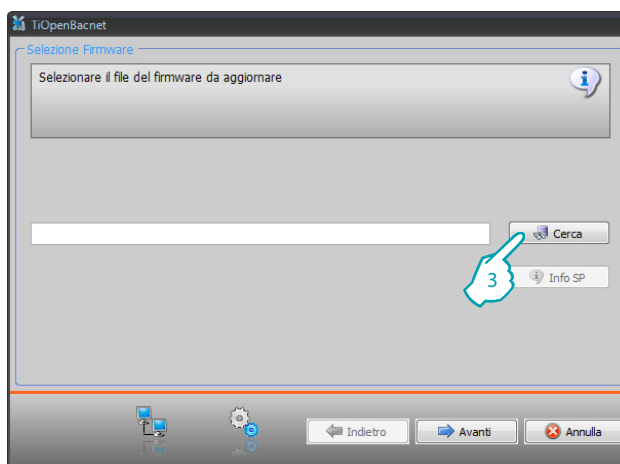 TiOpenBacnet
Selezione Firmware
Selezionare il file del firmware da aggiornare
Cerca
3
Info SP
Indietro
Avanti
Annulla